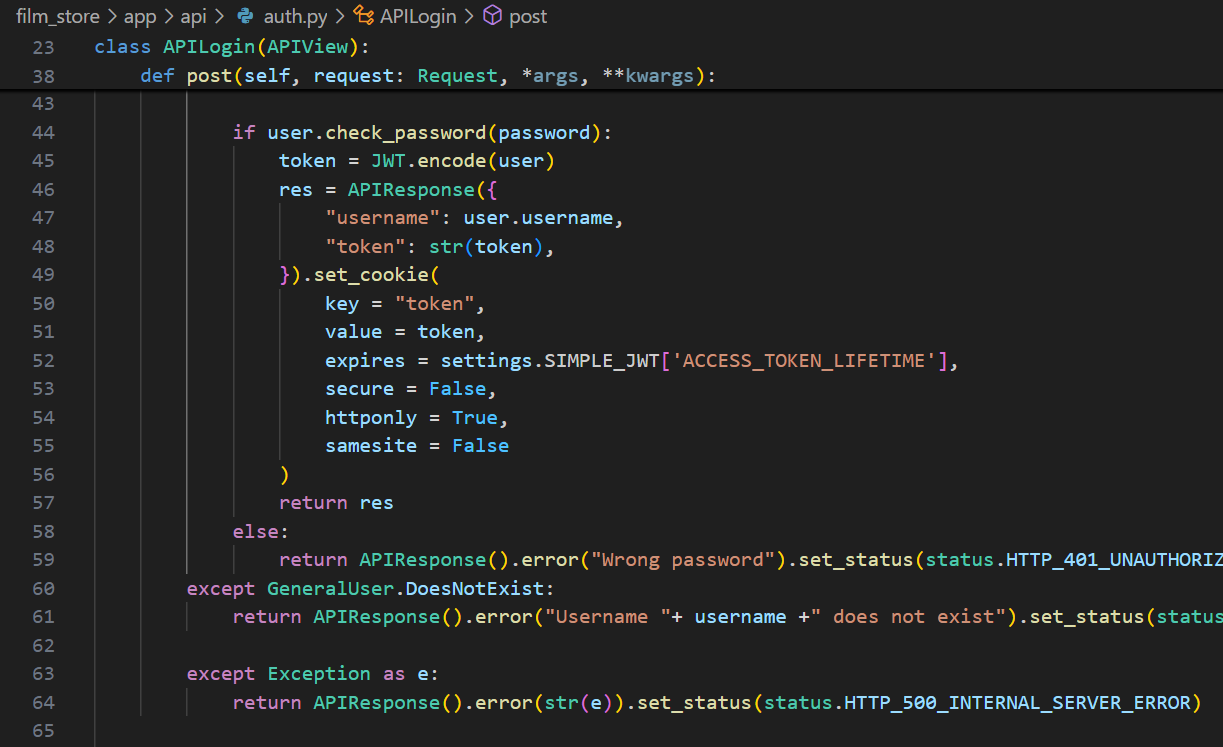 film_store > app > api > auth.py > APILogin > post
23 class APILogin(APIView):
38 def post(self, request: Request, *args, **kwargs):
43
44 if user.check_password(password):
45 token = JWT.encode(user)
46 res = APIResponse({
47 "username": user.username,
48 "token": str(token),
49 }).set_cookie(
50 key = "token",
51 value = token,
52 expires = settings.SIMPLE_JWT['ACCESS_TOKEN_LIFETIME'],
53 secure = False,
54 httponly = True,
55 samesite = False
56 )
57 return res
58 else:
59 return APIResponse().error("Wrong password").set_status(status.HTTP_401_UNAUTHORIZ
60 except GeneralUser.DoesNotExist:
61 return APIResponse().error("Username "+ username +" does not exist").set_status(status
62
63 except Exception as e:
64 return APIResponse().error(str(e)).set_status(status.HTTP_500_INTERNAL_SERVER_ERROR)
65